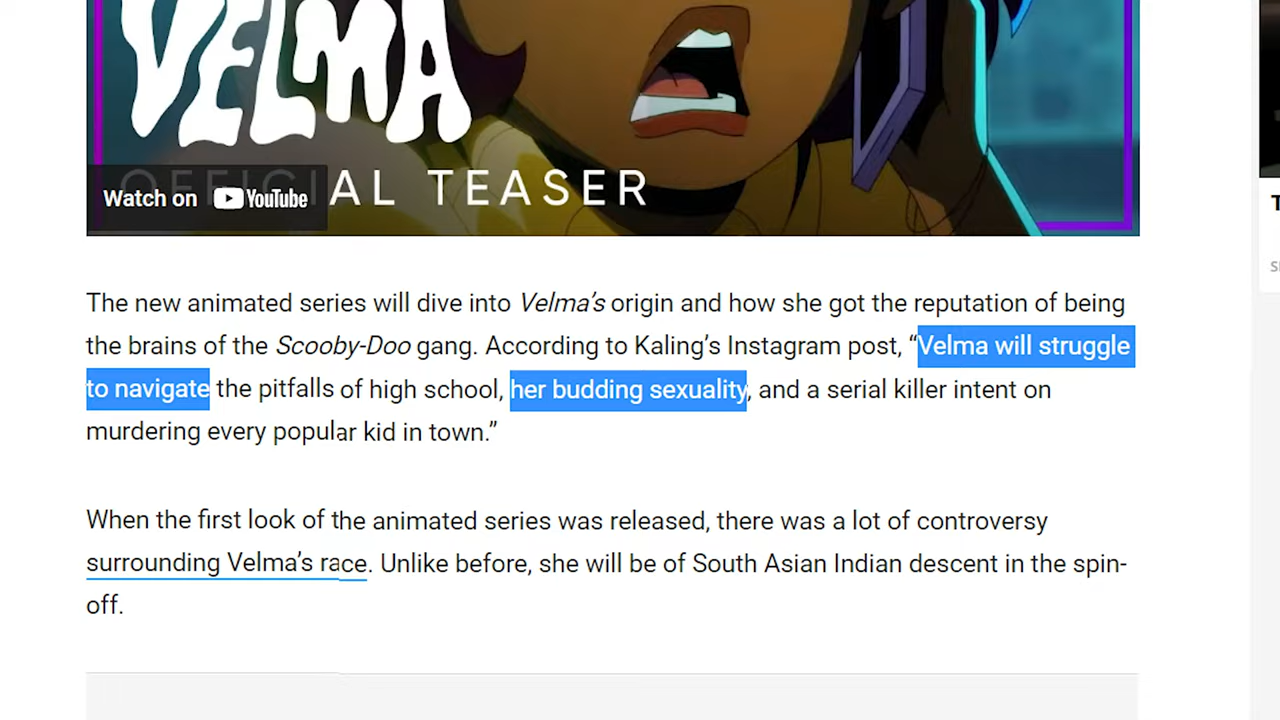 VELMA
OFFICIAL TEASER
Watch on YouTube
The new animated series will dive into Velma’s origin and how she got the reputation of being
the brains of the Scooby-Doo gang. According to Kaling’s Instagram post, “Velma will struggle
to navigate the pitfalls of high school, her budding sexuality, and a serial killer intent on
murdering every popular kid in town.”
When the first look of the animated series was released, there was a lot of controversy
surrounding Velma’s race. Unlike before, she will be of South Asian Indian descent in the spin-
off.